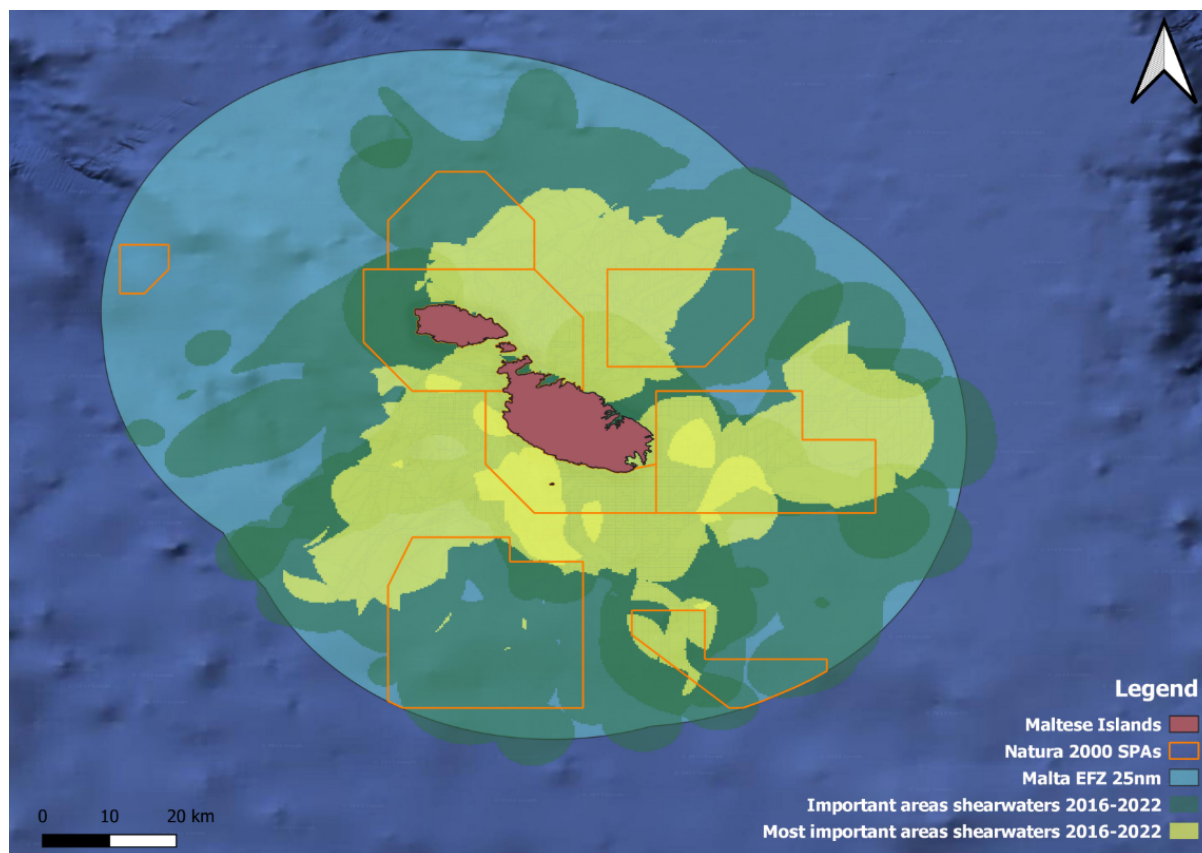 Legend
Maltese Islands
Natura 2000 SPAs
Malta EFZ 25nm
Important areas shearwaters 2016-2022
Most important areas shearwaters 2016-2022
0 10 20 km